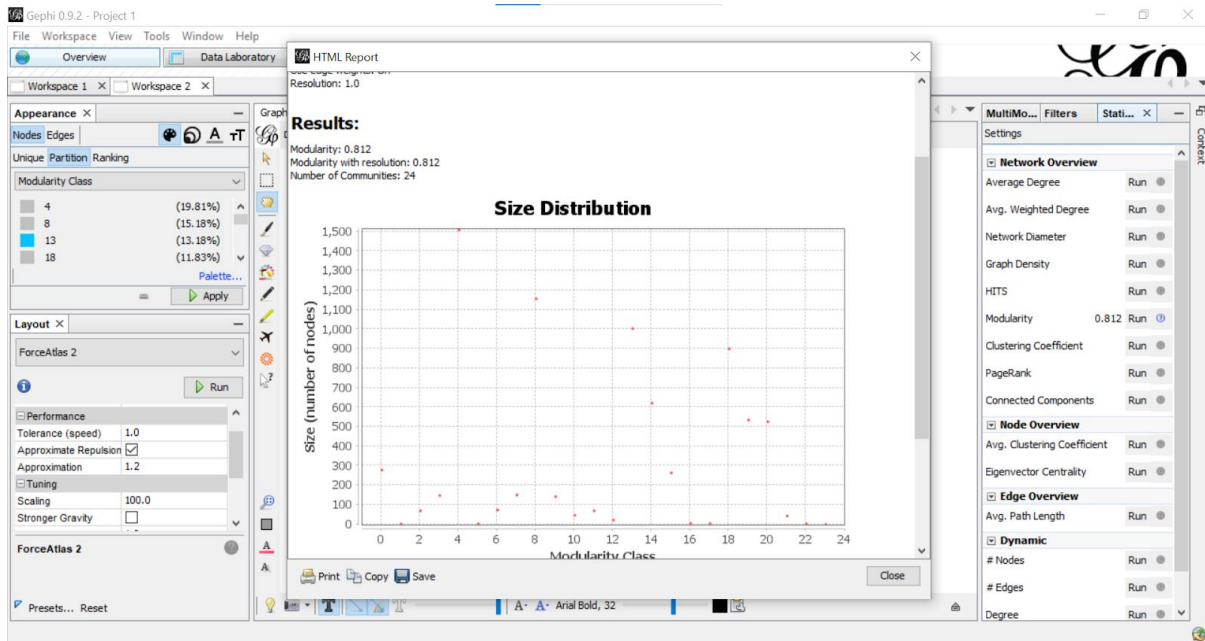 Gephi 0.9.2 - Project 1
File Workspace View Tools Window Help
Overview
Data Laboratory
Workspace 1
Workspace 2
Appearance
Nodes Edges
Unique Partition Ranking
Modularity Class
4 (19.81%)
8 (15.18%)
13 (13.18%)
18 (11.83%)
Palette...
Apply
Layout
ForceAtlas 2
Run
Performance
Tolerance (speed) 1.0
Approximate Repulsion
Approximation 1.2
Tuning
Scaling 100.0
Stronger Gravity
ForceAtlas 2
Presets... Reset
Graph
HTML Report
Use edge weights: On
Resolution: 1.0
Results:
Modularity: 0.812
Modularity with resolution: 0.812
Number of Communities: 24
Size Distribution
Size (number of nodes)
1,500
1,400
1,300
1,200
1,100
1,000
900
800
700
600
500
400
300
200
100
0
0 2 4 6 8 10 12 14 16 18 20 22 24
Modularity Class
Print Copy Save
Close
A- A- Arial Bold, 32
MultiMo... Filters Stati...
Context
Settings
Network Overview
Average Degree Run
Avg. Weighted Degree Run
Network Diameter Run
Graph Density Run
HITS Run
Modularity 0.812 Run
Clustering Coefficient Run
PageRank Run
Connected Components Run
Node Overview
Avg. Clustering Coefficient Run
Eigenvector Centrality Run
Edge Overview
Avg. Path Length Run
Dynamic
# Nodes Run
# Edges Run
Degree Run